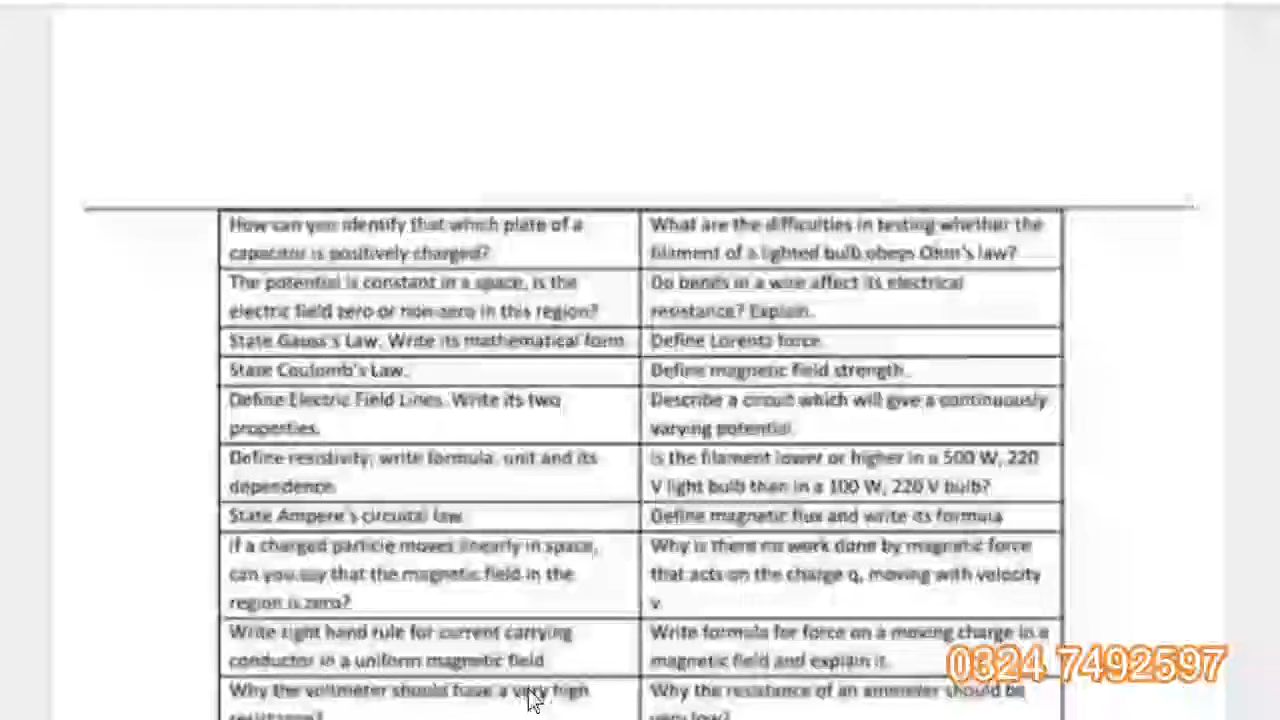 How can you identify that which plate of a
capacitor is positively charged?
What are the difficulties in testing whether the
filament of a lighted bulb obeys Ohm's law?
The potential is constant in a space, is the
electric field zero or non-zero in this region?
Do bends in a wire affect its electrical
resistance? Explain.
State Gauss's Law. Write its mathematical form
Define Lorentz force.
State Coulomb's Law.
Define magnetic field strength.
Define Electric Field Lines. Write its two
properties.
Describe a circuit which will give a continuously
varying potential.
Define resistivity, write formula, unit and its
dependence.
Is the filament lower or higher in a 500 W, 220
V light bulb than in a 100 W, 220 V bulb?
State Ampere's circuital law
Define magnetic flux and write its formula
If a charged particle moves linearly in space,
can you say that the magnetic field in the
region is zero?
Why is there no work done by magnetic force
that acts on the charge q, moving with velocity
v.
Write right hand rule for current carrying
conductor in a uniform magnetic field
Write formula for force on a moving charge in a
magnetic field and explain it.
Why the voltmeter should have a very high
resistance?
Why the resistance of an ammeter should be
very low?
0324 7492597